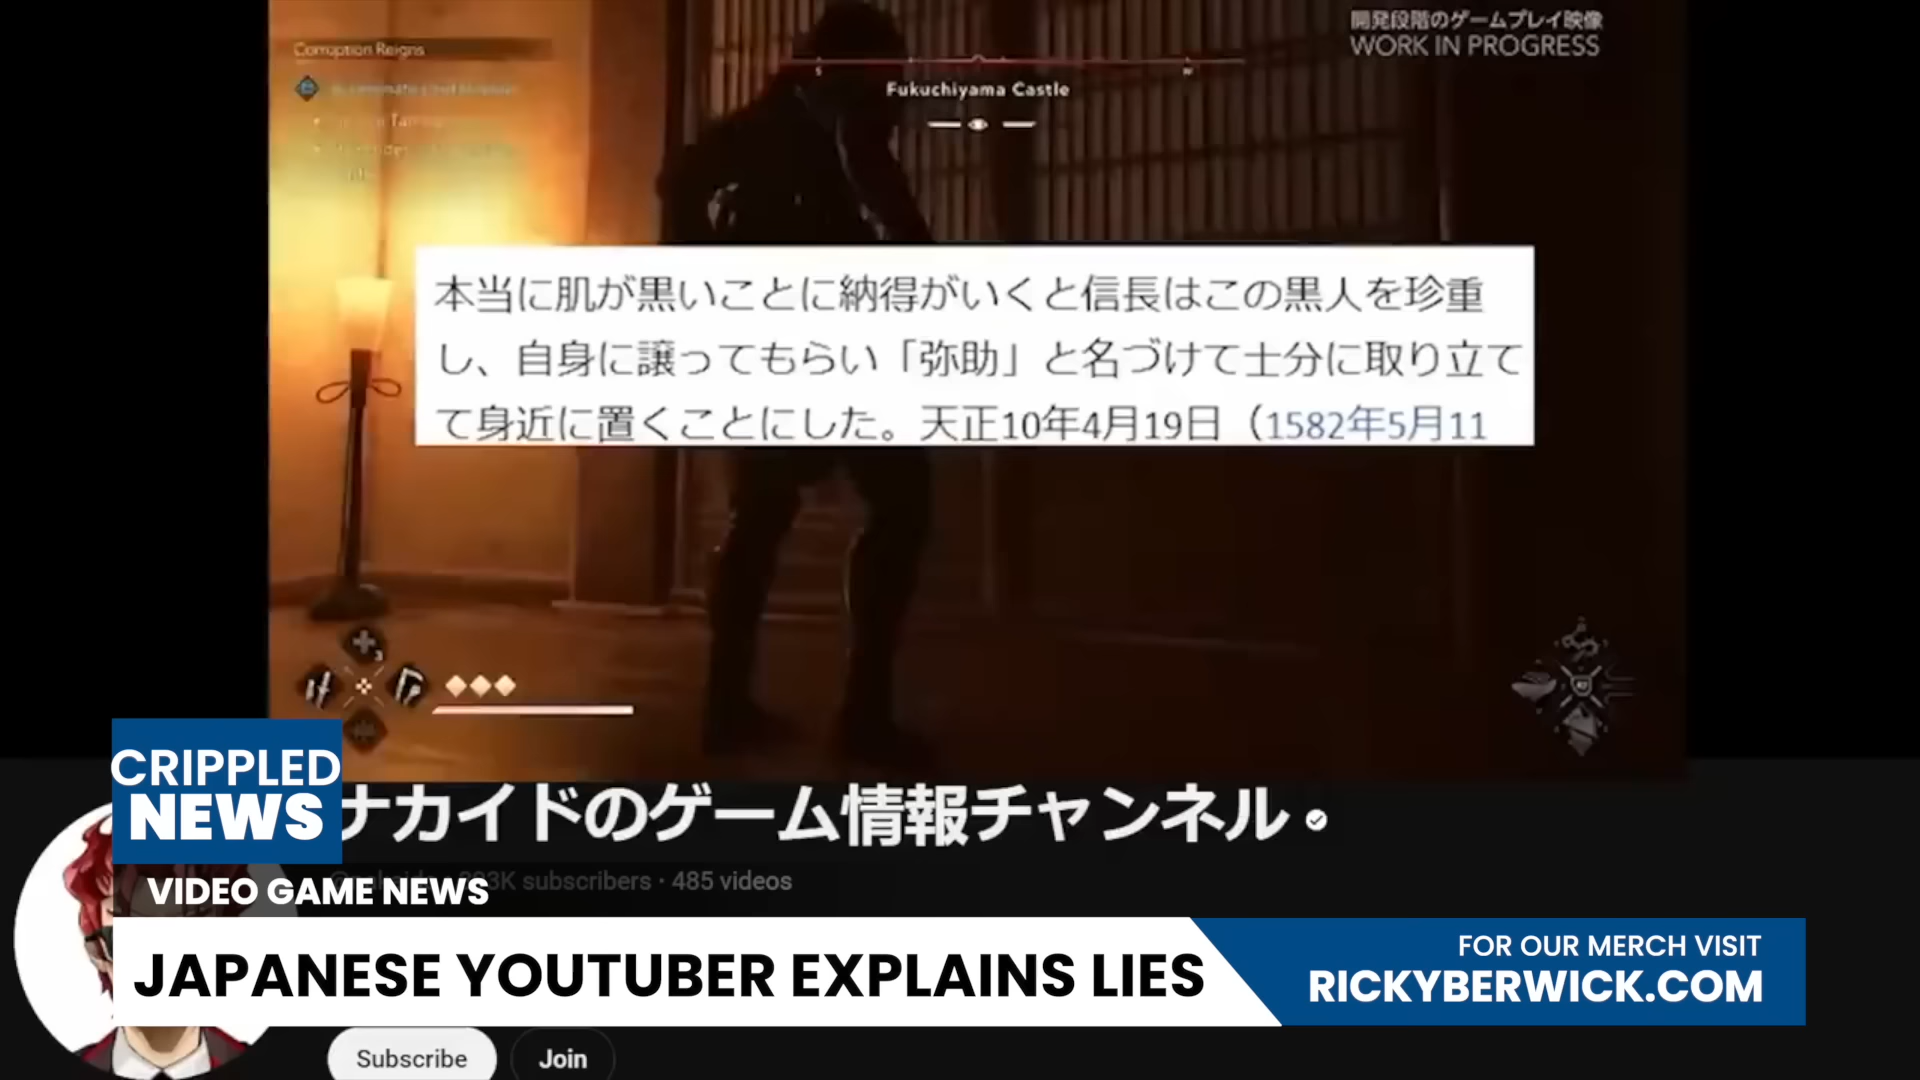 Corruption Reigns
開発段階のゲームプレイ映像
WORK IN PROGRESS
S
W
Fukuchiyama Castle
本当に肌が黒いことに納得がいくと信長はこの黒人を珍重
し、自身に譲ってもらい「弥助」と名づけて士分に取り立て
て身近に置くことにした。天正10年4月19日（1582年5月11
3
CRIPPLED
NEWS
ナカイドのゲーム情報チャンネル
subscribers · 485 videos
VIDEO GAME NEWS
JAPANESE YOUTUBER EXPLAINS LIES
FOR OUR MERCH VISIT
RICKYBERWICK.COM
Subscribe
Join